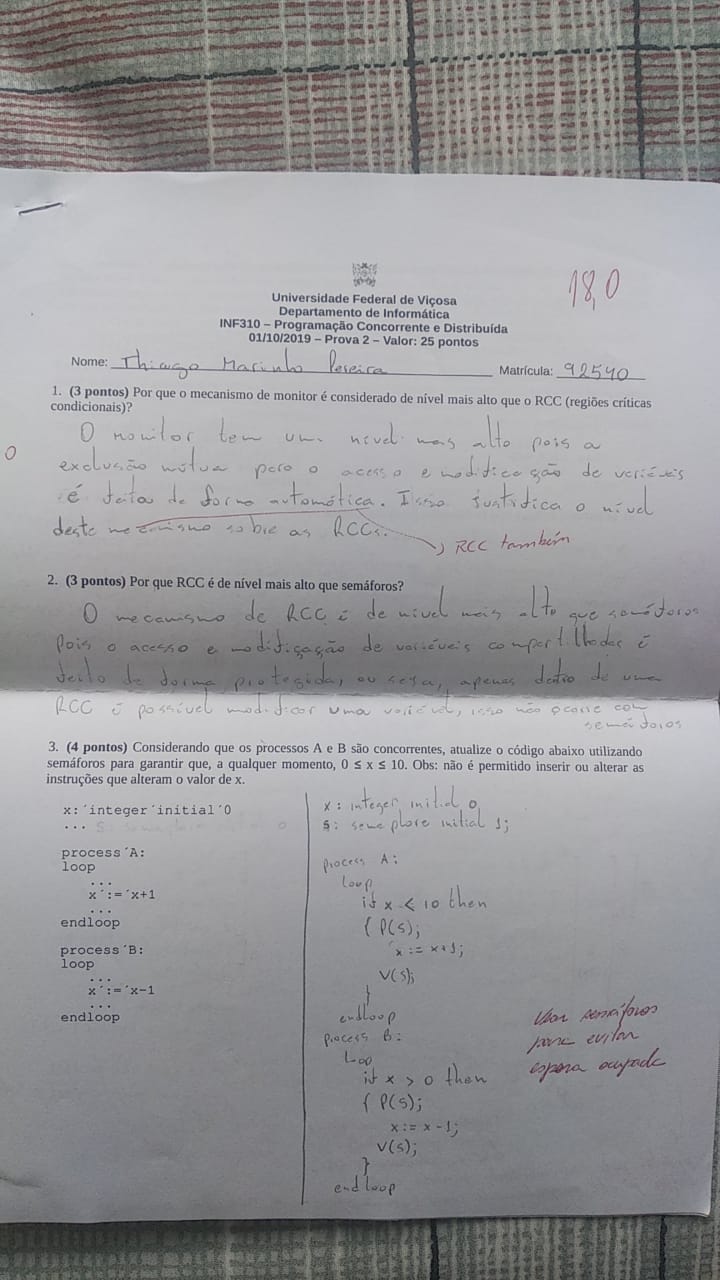 18,0
Universidade Federal de Viçosa
Departamento de Informática
INF310 – Programação Concorrente e Distribuída
01/10/2019 – Prova 2 – Valor: 25 pontos
Nome: Thiago Marinho Pereira Matrícula: 92540
1. (3 pontos) Por que o mecanismo de monitor é considerado de nível mais alto que o RCC (regiões críticas
condicionais)?
O monitor tem um nível mas alto pois a
0
exclusão mútua para o acesso e modificação de variáveis
é feita de forma automática. Isso justifica o nível
deste mecanismo sobre as RCCs.
RCC também
2. (3 pontos) Por que RCC é de nível mais alto que semáforos?
O mecanismo de RCC é de nível mais alto que semáforos
pois o acesso e modificação de variáveis compartilhadas é
feito de forma protegida, ou seja, apenas dentro de uma
RCC é possível modificar uma variável, isso não ocorre com
semáforos
3. (4 pontos) Considerando que os processos A e B são concorrentes, atualize o código abaixo utilizando
semáforos para garantir que, a qualquer momento, 0 ≤ x ≤ 10. Obs: não é permitido inserir ou alterar as
instruções que alteram o valor de x.
x:´integer´initial´0
...
process´A:
loop
...
x´:=´x+1
...
endloop
process´B:
loop
...
x´:=´x-1
...
endloop
x: integer initial 0
s: semaphore initial 1;
process A:
loop
if x < 10 then
{ P(s);
x := x+1;
V(s);
}
endloop
process B:
Loop
if x > 0 then
{ P(s);
x := x-1;
V(s);
}
endloop
Usar semáforos
para evitar
espera ocupada